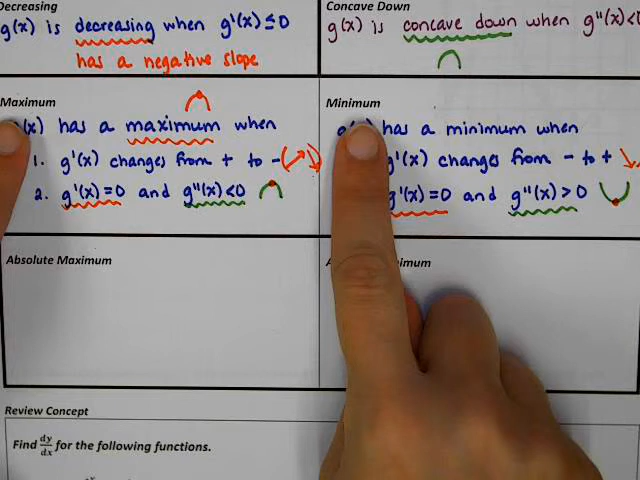 Decreasing
g(x) is decreasing when g'(x) ≤ 0
has a negative slope
Concave Down
g(x) is concave down when g"(x)<0
Maximum
(x) has a maximum when
1. g'(x) changes from + to -
2. g'(x)=0 and g"(x)<0
Minimum
has a minimum when
g'(x) changes from - to +
g'(x)=0 and g"(x) > 0
Absolute Maximum
Review Concept
Find dy/dx for the following functions.